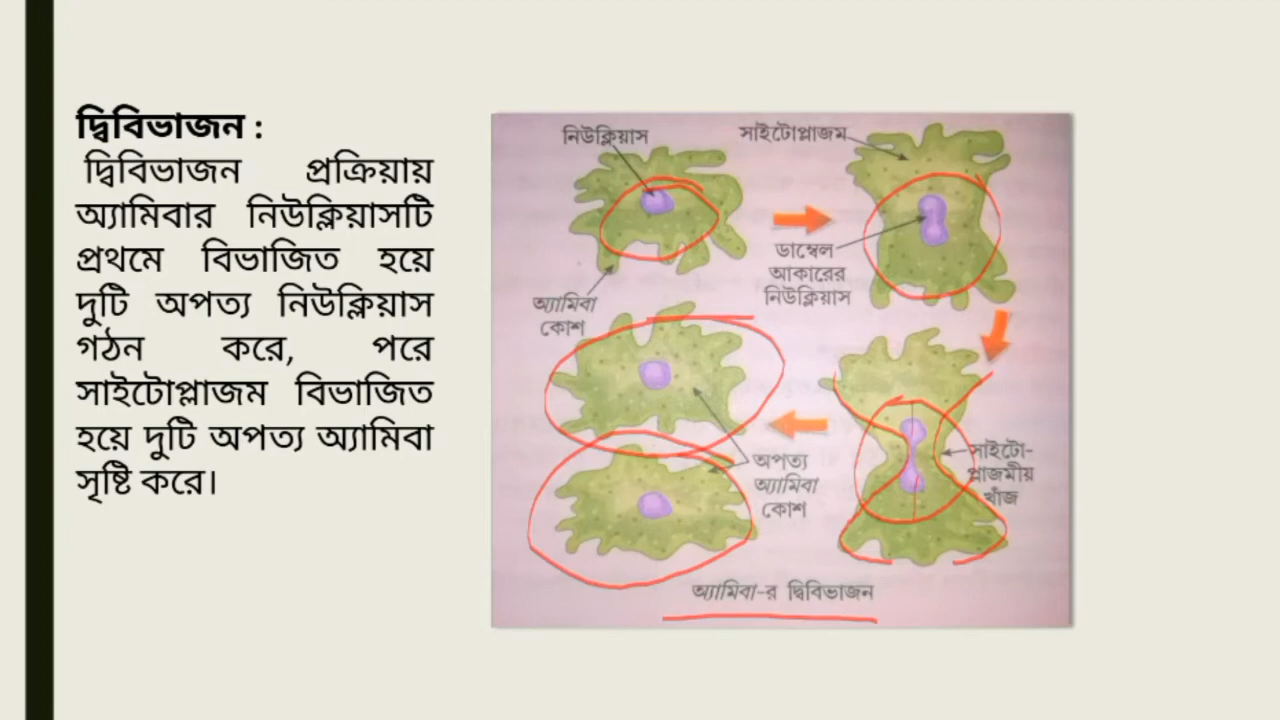 দ্বিবিভাজন :
দ্বিবিভাজন প্রক্রিয়ায়
অ্যামিবার নিউক্লিয়াসটি
প্রথমে বিভাজিত হয়ে
দুটি অপত্য নিউক্লিয়াস
গঠন করে, পরে
সাইটোপ্লাজম বিভাজিত
হয়ে দুটি অপত্য অ্যামিবা
সৃষ্টি করে।
নিউক্লিয়াস
সাইটোপ্লাজম
ডাম্বেল
আকারের
নিউক্লিয়াস
অ্যামিবা
কোশ
সাইটো-
প্লাজমীয়
খাঁজ
অপত্য
অ্যামিবা
কোশ
অ্যামিবা-র দ্বিবিভাজন